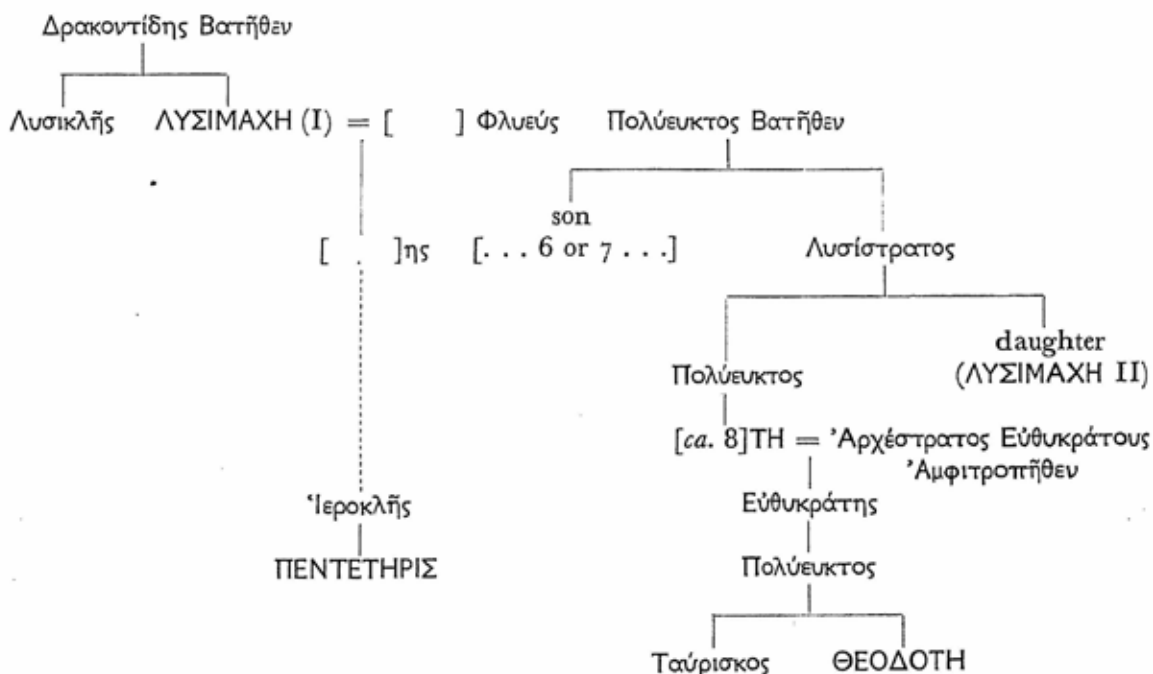 Δρακοντίδης Βατῆθεν
Λυσικλῆς ΛΥΣΙΜΑΧΗ (Ι) = [ ] Φλυεύς Πολύευκτος Βατῆθεν
son
[ . ]ης [. . . 6 or 7 . . .] Λυσίστρατος
daughter
Πολύευκτος (ΛΥΣΙΜΑΧΗ ΙΙ)
[ca. 8]ΤΗ = Ἀρχέστρατος Εὐθυκράτους
Ἀμφιτροπῆθεν
Ἱεροκλῆς Εὐθυκράτης
ΠΕΝΤΕΤΗΡΙΣ Πολύευκτος
Ταύρισκος ΘΕΟΔΟΤΗ